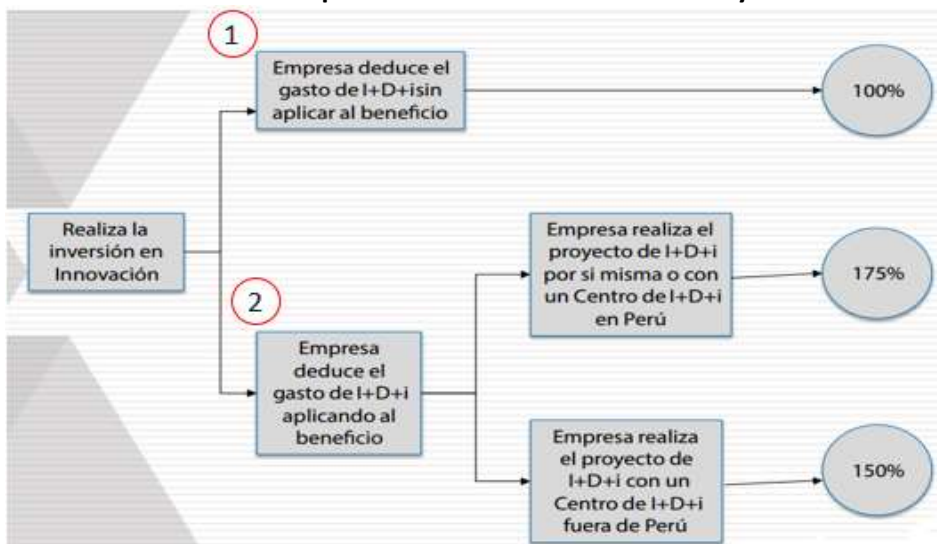 1
Empresa deduce el
gasto de I+D+isin
aplicar al beneficio
100%
Realiza la
inversión en
Innovación
2
Empresa
deduce el
gasto de I+D+i
aplicando al
beneficio
Empresa realiza el
proyecto de I+D+i
por si misma o con
un Centro de I+D+i
en Perú
175%
Empresa realiza
el proyecto de
I+D+i con un
Centro de I+D+i
fuera de Perú
150%